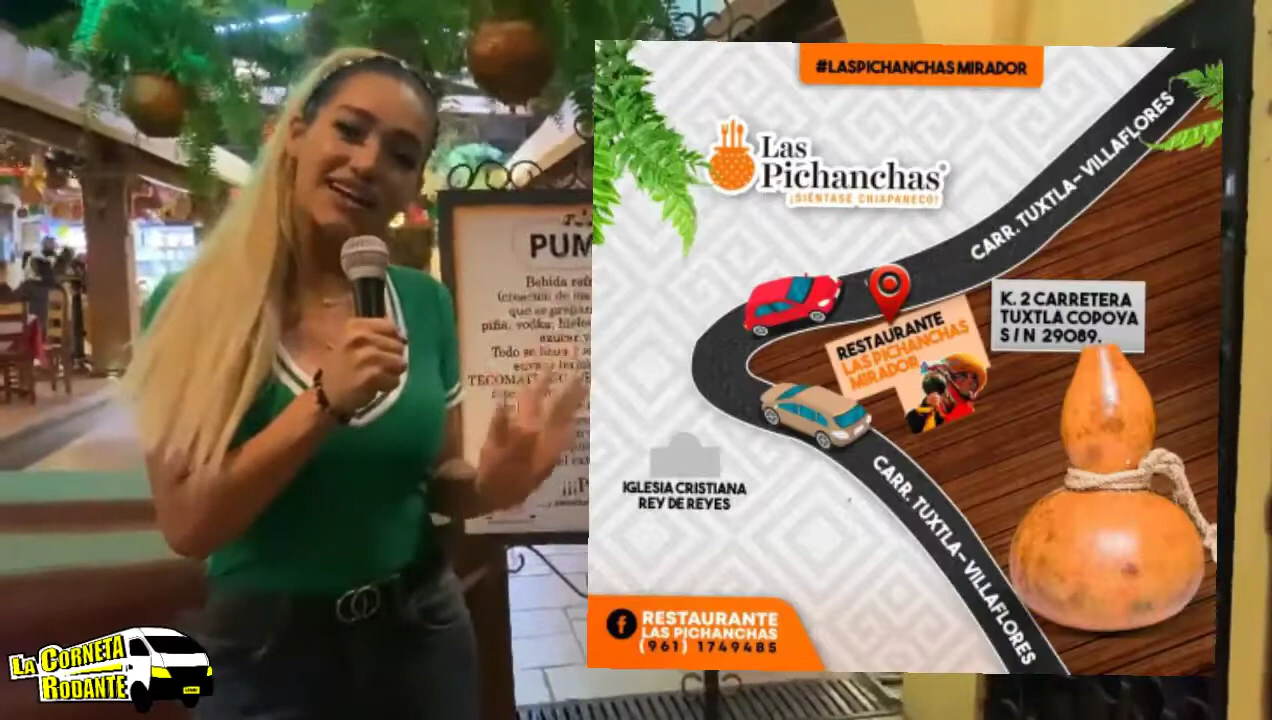 #LASPICHANCHAS MIRADOR
Las
Pichanchas
¡SIÉNTASE CHIAPANECO!
CARR. TUXTLA - VILLAFLORES
K. 2 CARRETERA
TUXTLA COPOYA
S / N 29089.
RESTAURANTE
LAS PICHANCHAS
MIRADOR
IGLESIA CRISTIANA
REY DE REYES
CARR. TUXTLA - VILLAFLORES
RESTAURANTE
LAS PICHANCHAS
(961) 1749485
PUM
Bebida
que se
piña, vodka,
Todo se
LA CORNETA
RODANTE